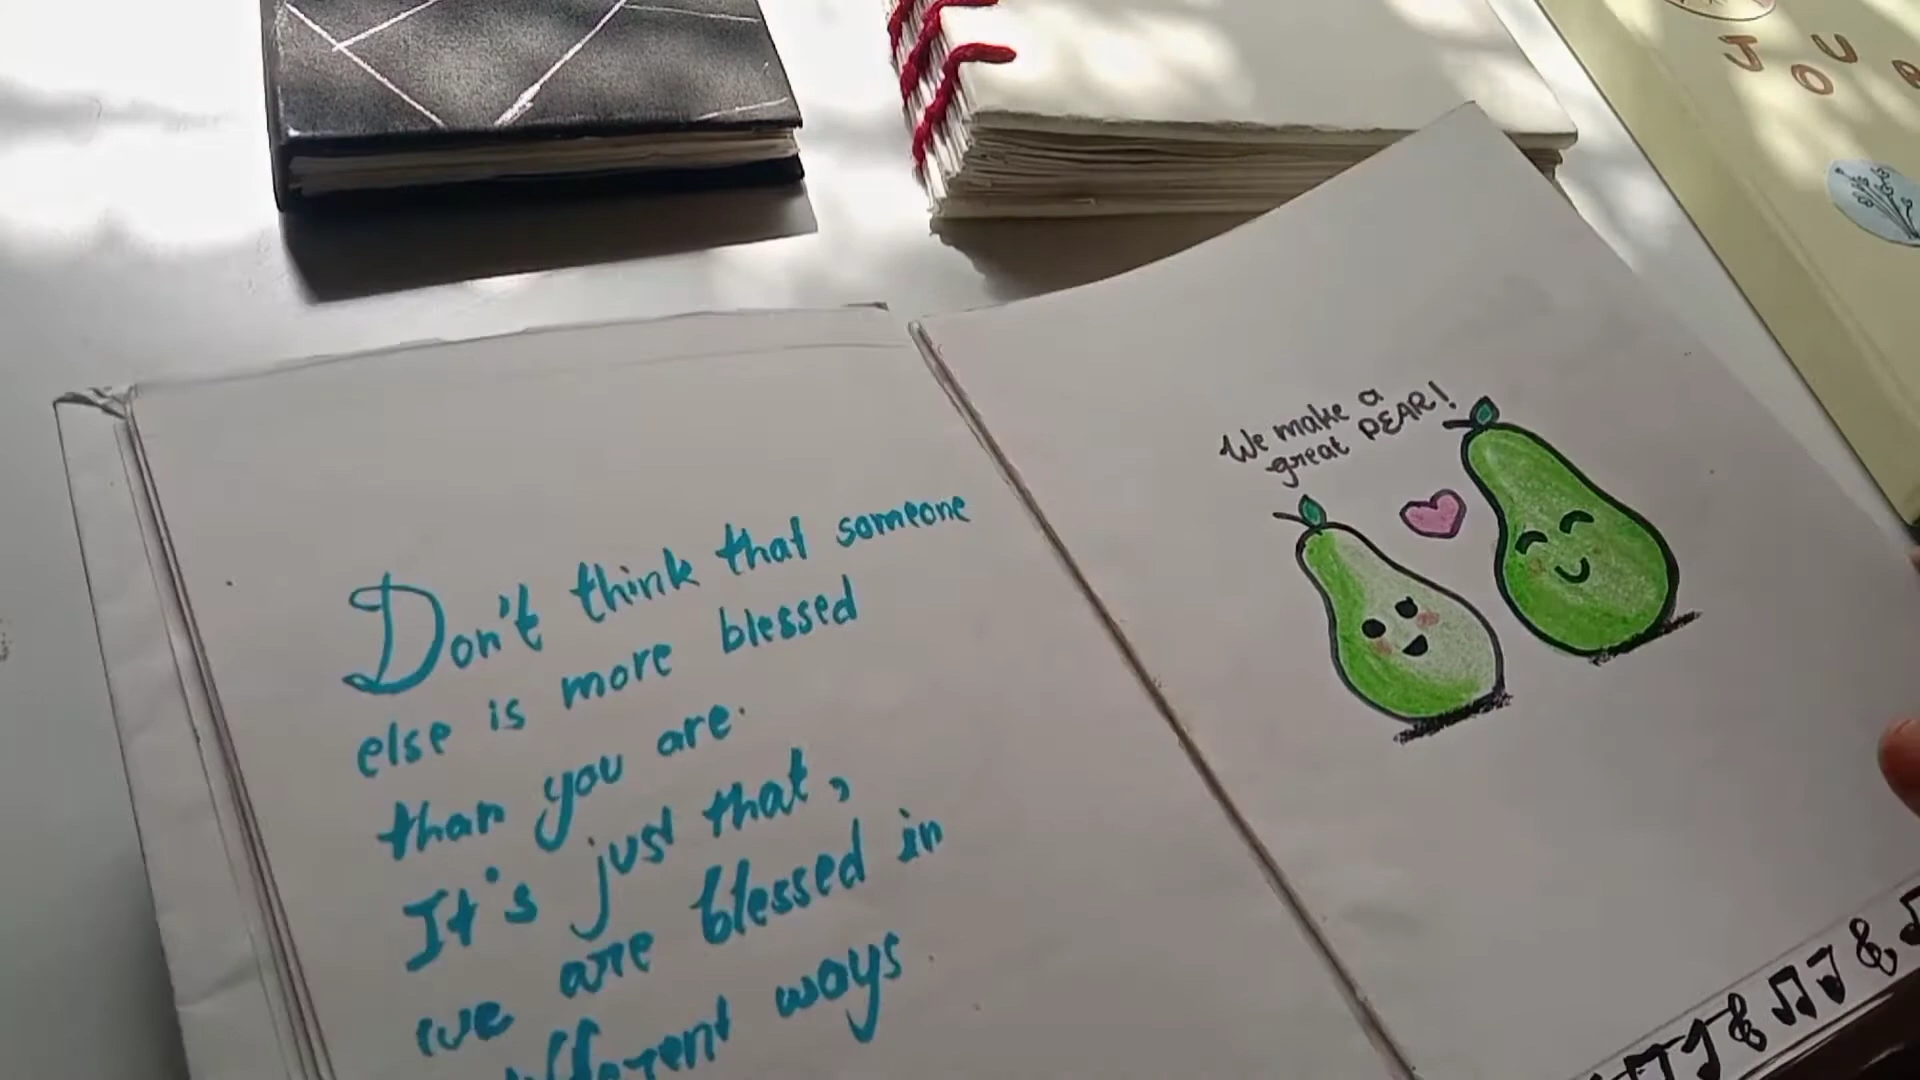 Don't think that someone
else is more blessed
than you are.
It's just that,
we are blessed in
different ways.
We make a
great PEAR!
J O U R